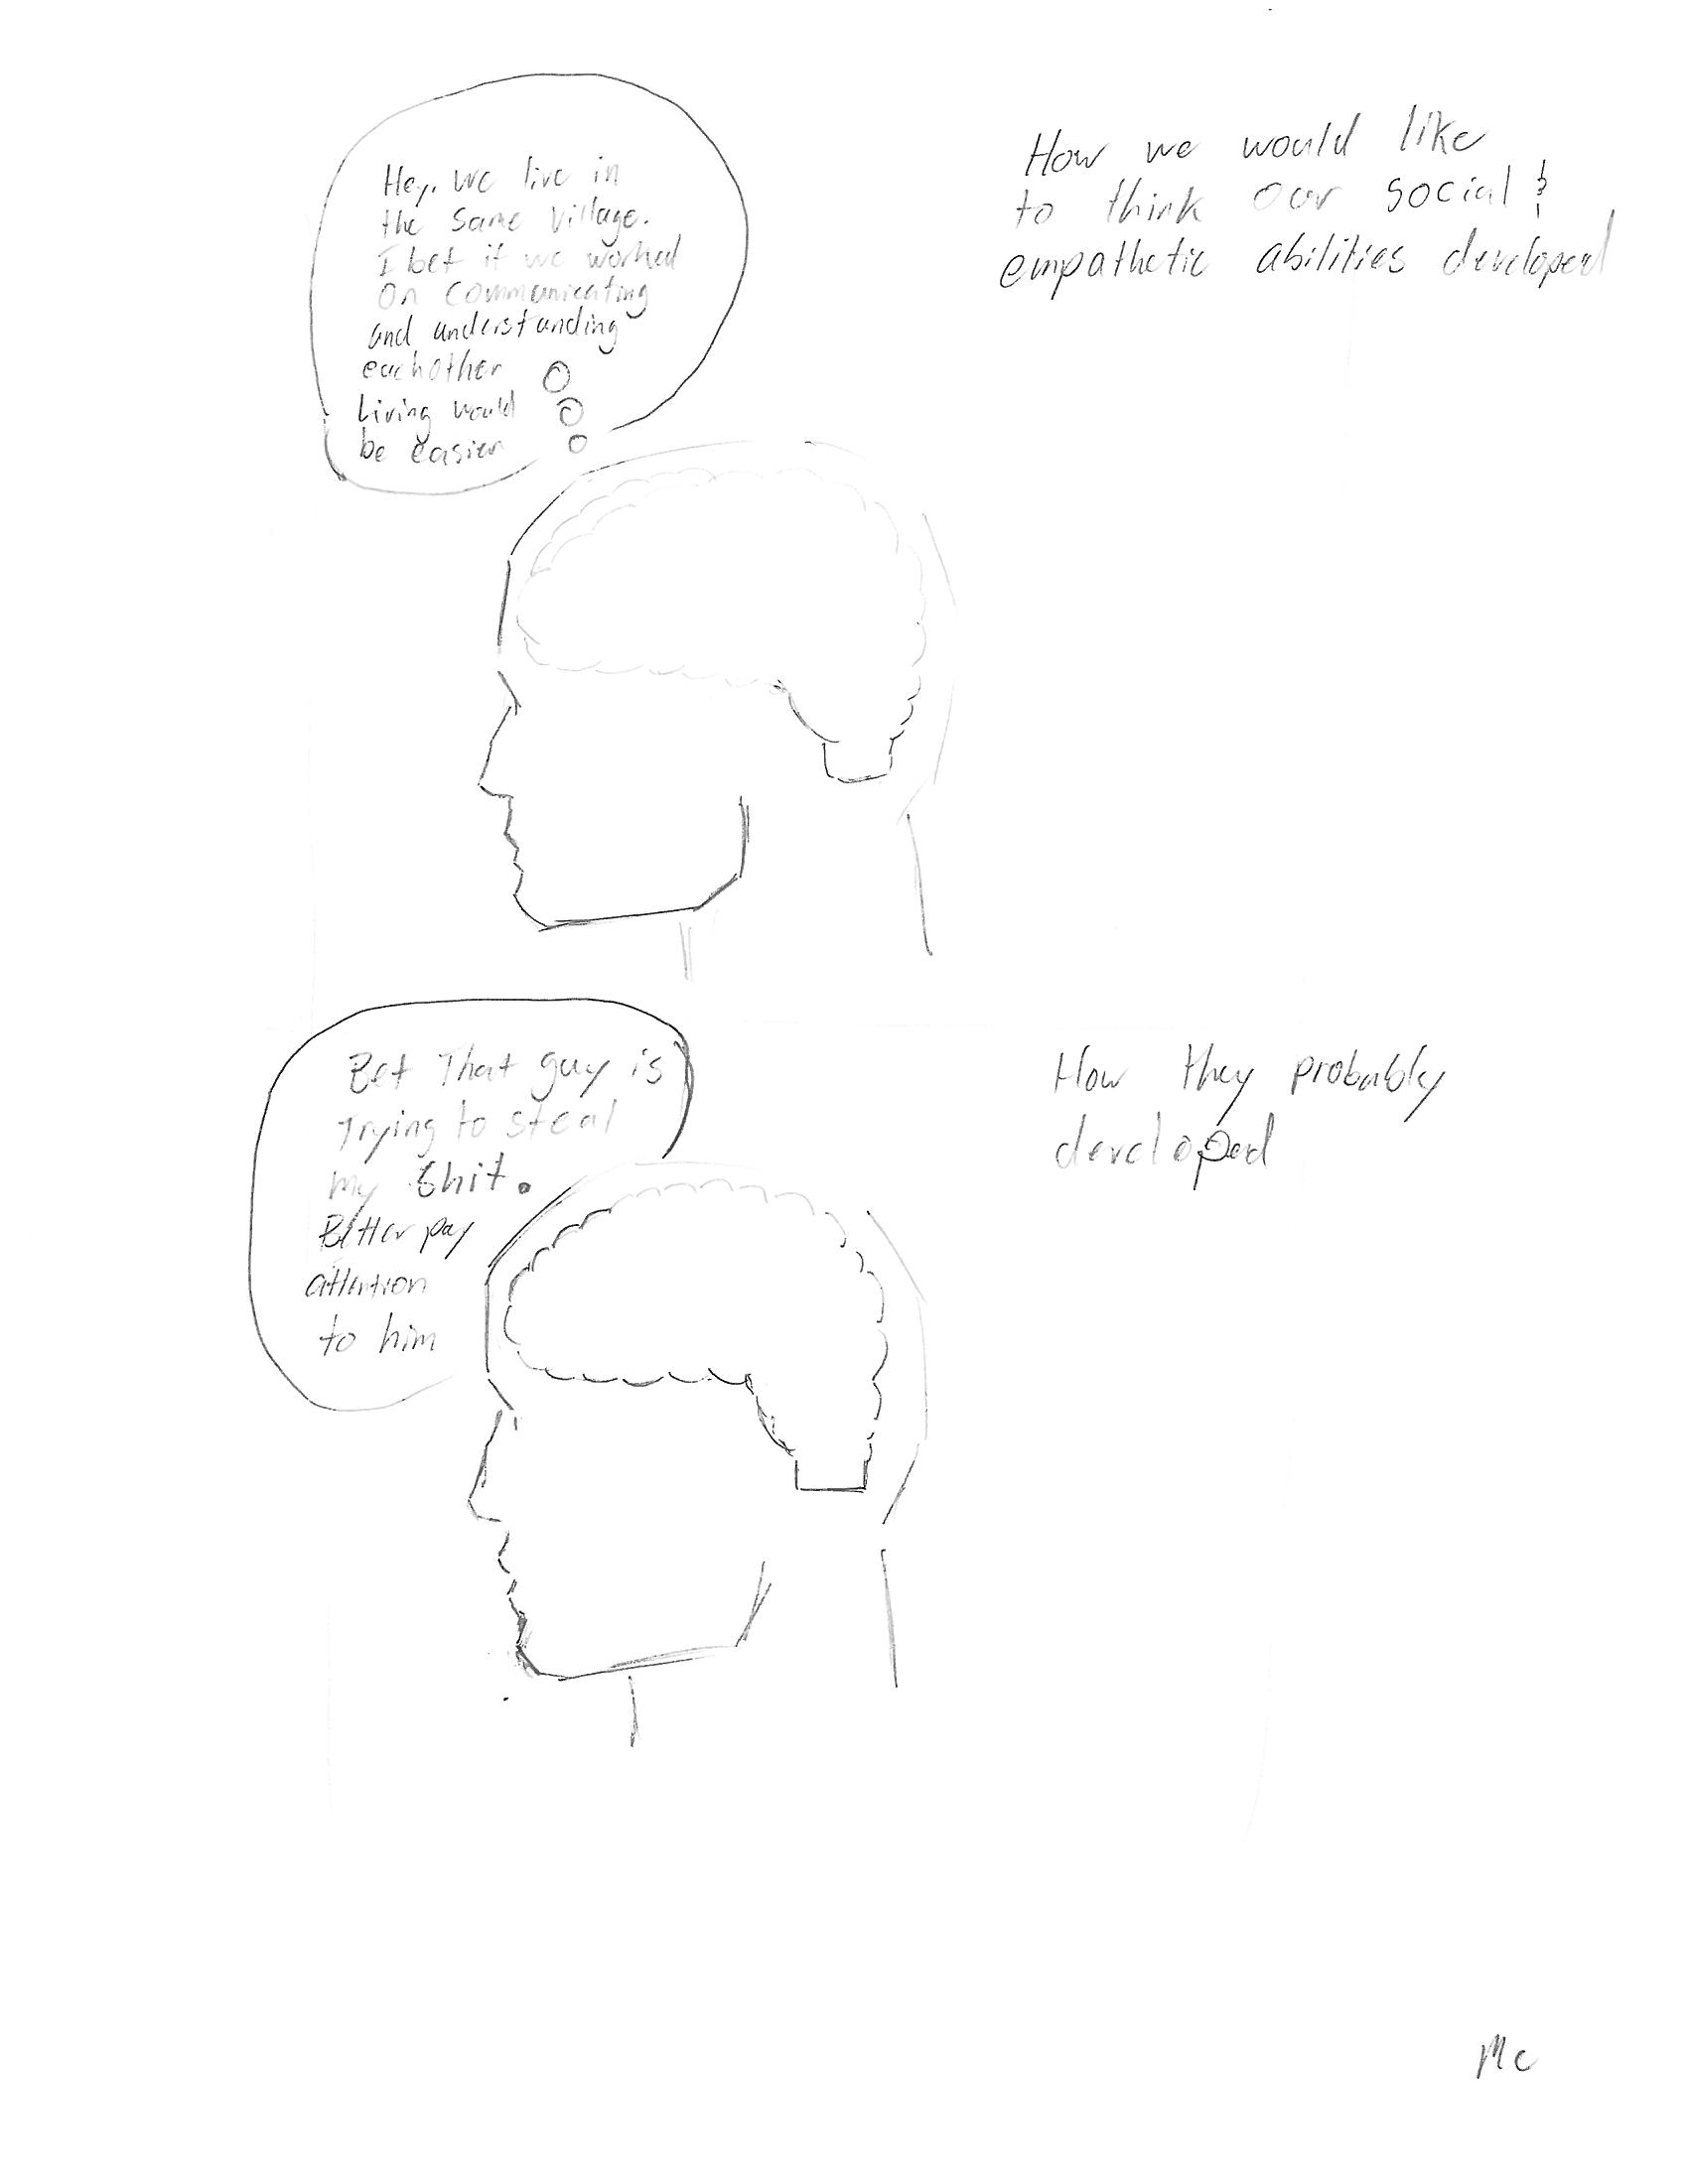 Hey, we live in
the same village.
I bet if we worked
on communicating
and understanding
eachother
Living would
be easier
How we would like
to think our social &
empathetic abilities developed
Bet That guy is
Trying to steal
my shit.
Better pay
attention
to him
How they probably
developed
Mc